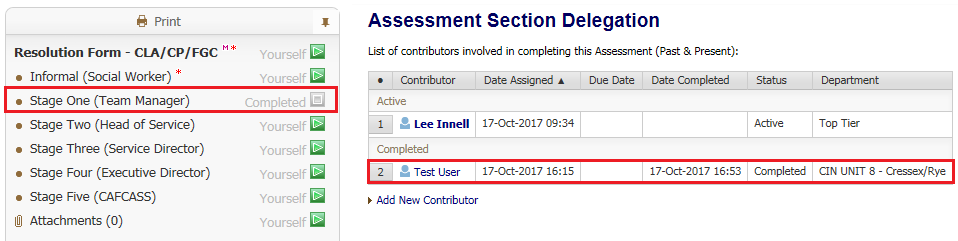 Print
Resolution Form - CLA/CP/FGC M * Yourself
Informal (Social Worker) * Yourself
Stage One (Team Manager) Completed
Stage Two (Head of Service) Yourself
Stage Three (Service Director) Yourself
Stage Four (Executive Director) Yourself
Stage Five (CAFCASS) Yourself
Attachments (0) Yourself
Assessment Section Delegation
List of contributors involved in completing this Assessment (Past & Present):
● Contributor Date Assigned ▲ Due Date Date Completed Status Department
Active
1 Lee Innell 17-Oct-2017 09:34 Active Top Tier
Completed
2 Test User 17-Oct-2017 16:15 17-Oct-2017 16:53 Completed CIN UNIT 8 - Cressex/Rye
Add New Contributor